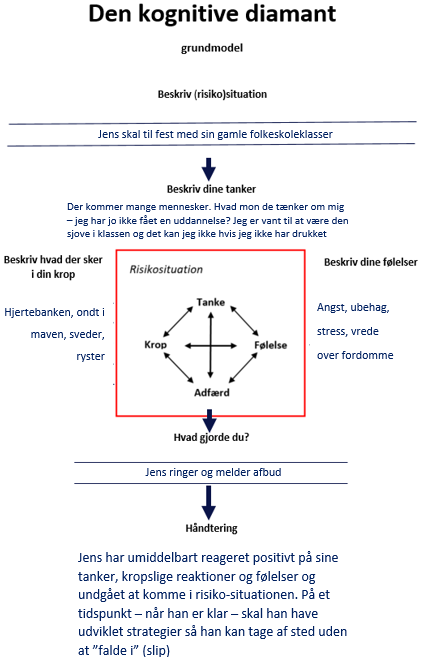 Den kognitive diamant
grundmodel
Beskriv (risiko)situation
Jens skal til fest med sin gamle folkeskoleklasser
Beskriv dine tanker
Der kommer mange mennesker. Hvad mon de tænker om mig
– jeg har jo ikke fået en uddannelse? Jeg er vant til at være den
sjove i klassen og det kan jeg ikke hvis jeg ikke har drukket
Beskriv hvad der sker
i din krop
Hjertebanken, ondt i
maven, sveder,
ryster
Risikosituation
Tanke
Krop
Følelse
Adfærd
Beskriv dine følelser
Angst, ubehag,
stress, vrede
over fordomme
Hvad gjorde du?
Jens ringer og melder afbud
Håndtering
Jens har umiddelbart reageret positivt på sine
tanker, kropslige reaktioner og følelser og
undgået at komme i risiko-situationen. På et
tidspunkt – når han er klar – skal han have
udviklet strategier så han kan tage af sted uden
at ”falde i” (slip)